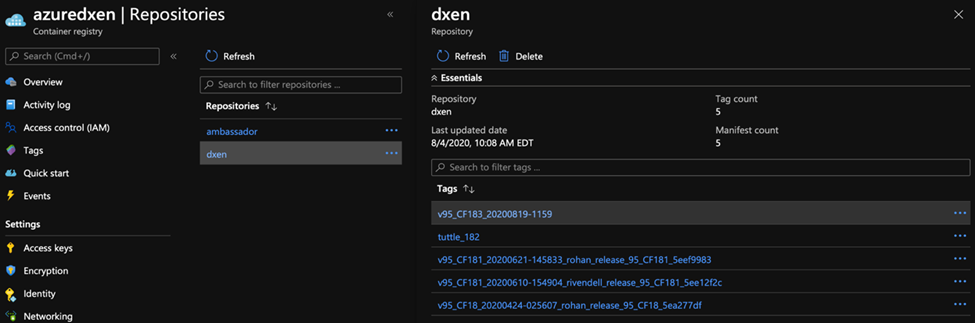 azuredxen | Repositories
Container registry
Search (Cmd+/)
Overview
Activity log
Access control (IAM)
Tags
Quick start
Events
Settings
Access keys
Encryption
Identity
Networking
Refresh
Search to filter repositories ...
Repositories
ambassador
dxen
dxen
Repository
Refresh
Delete
Essentials
Repository
dxen
Tag count
5
Last updated date
8/4/2020, 10:08 AM EDT
Manifest count
5
Search to filter tags ...
Tags
v95_CF183_20200819-1159
tuttle_182
v95_CF181_20200621-145833_rohan_release_95_CF181_5eef9983
v95_CF181_20200610-154904_rivendell_release_95_CF181_5ee12f2c
v95_CF18_20200424-025607_rohan_release_95_CF18_5ea277df